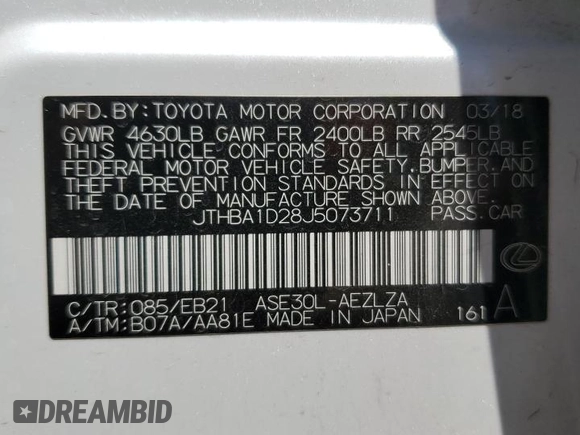 MFD. BY: TOYOTA MOTOR CORPORATION 03/18
GVWR 4630LB GAWR FR 2400LB RR 2545LB
THIS VEHICLE CONFORMS TO ALL APPLICABLE
FEDERAL MOTOR VEHICLE SAFETY, BUMPER, AND
THEFT PREVENTION STANDARDS IN EFFECT ON
THE DATE OF MANUFACTURE SHOWN ABOVE.
JTHBA1D28J5073711 PASS. CAR
C/TR: 085/EB21 ASE30L-AEZLZA
A/TM: B07A/AA81E MADE IN JAPAN 161 A
DREAMBID